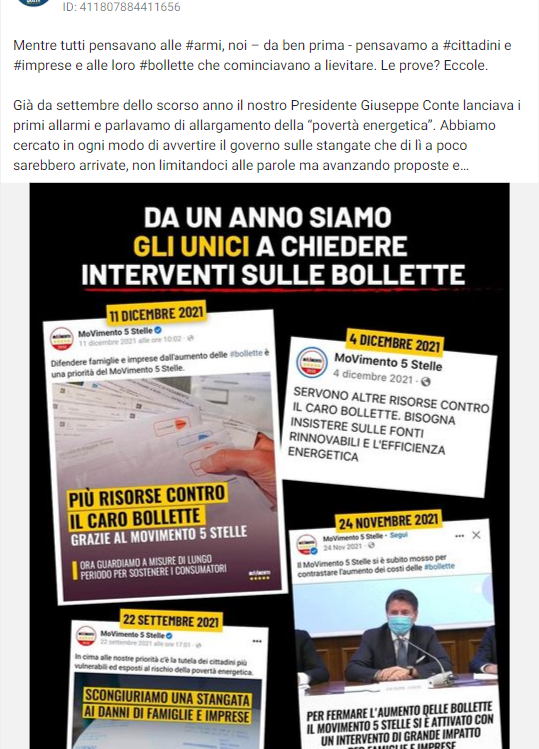 ID: 411807884411656
Mentre tutti pensavano alle #armi, noi – da ben prima - pensavamo a #cittadini e
#imprese e alle loro #bollette che cominciavano a lievitare. Le prove? Eccole.
Già da settembre dello scorso anno il nostro Presidente Giuseppe Conte lanciava i
primi allarmi e parlavamo di allargamento della “povertà energetica”. Abbiamo
cercato in ogni modo di avvertire il governo sulle stangate che di lì a poco
sarebbero arrivate, non limitandoci alle parole ma avanzando proposte e…
DA UN ANNO SIAMO
GLI UNICI A CHIEDERE
INTERVENTI SULLE BOLLETTE
11 DICEMBRE 2021
MoVimento 5 Stelle
11 dicembre 2021 alle ore 10:02 ·
Difendere famiglie e imprese dall'aumento delle #bollette è
una priorità del MoVimento 5 Stelle.
PIÙ RISORSE CONTRO
IL CARO BOLLETTE
GRAZIE AL MOVIMENTO 5 STELLE
ORA GUARDIAMO A MISURE DI LUNGO
PERIODO PER SOSTENERE I CONSUMATORI
4 DICEMBRE 2021
MoVimento 5 Stelle
4 dicembre 2021 ·
SERVONO ALTRE RISORSE CONTRO
IL CARO BOLLETTE. BISOGNA
INSISTERE SULLE FONTI
RINNOVABILI E L'EFFICIENZA
ENERGETICA
24 NOVEMBRE 2021
MoVimento 5 Stelle • Segui
24 Nov 2021 ·
Il MoVimento 5 Stelle si è subito mosso per
contrastare l'aumento dei costi delle #bollette
PER FERMARE L'AUMENTO DELLE BOLLETTE
IL MOVIMENTO 5 STELLE SI È ATTIVATO CON
UN INTERVENTO DI GRANDE IMPATTO
PER FAMIGLIE E IMPRESE
22 SETTEMBRE 2021
MoVimento 5 Stelle
22 settembre 2021 alle ore 17:01 ·
In cima alle nostre priorità c'è la tutela dei cittadini più
vulnerabili ed esposti al rischio della povertà energetica.
SCONGIURIAMO UNA STANGATA
AI DANNI DI FAMIGLIE E IMPRESE